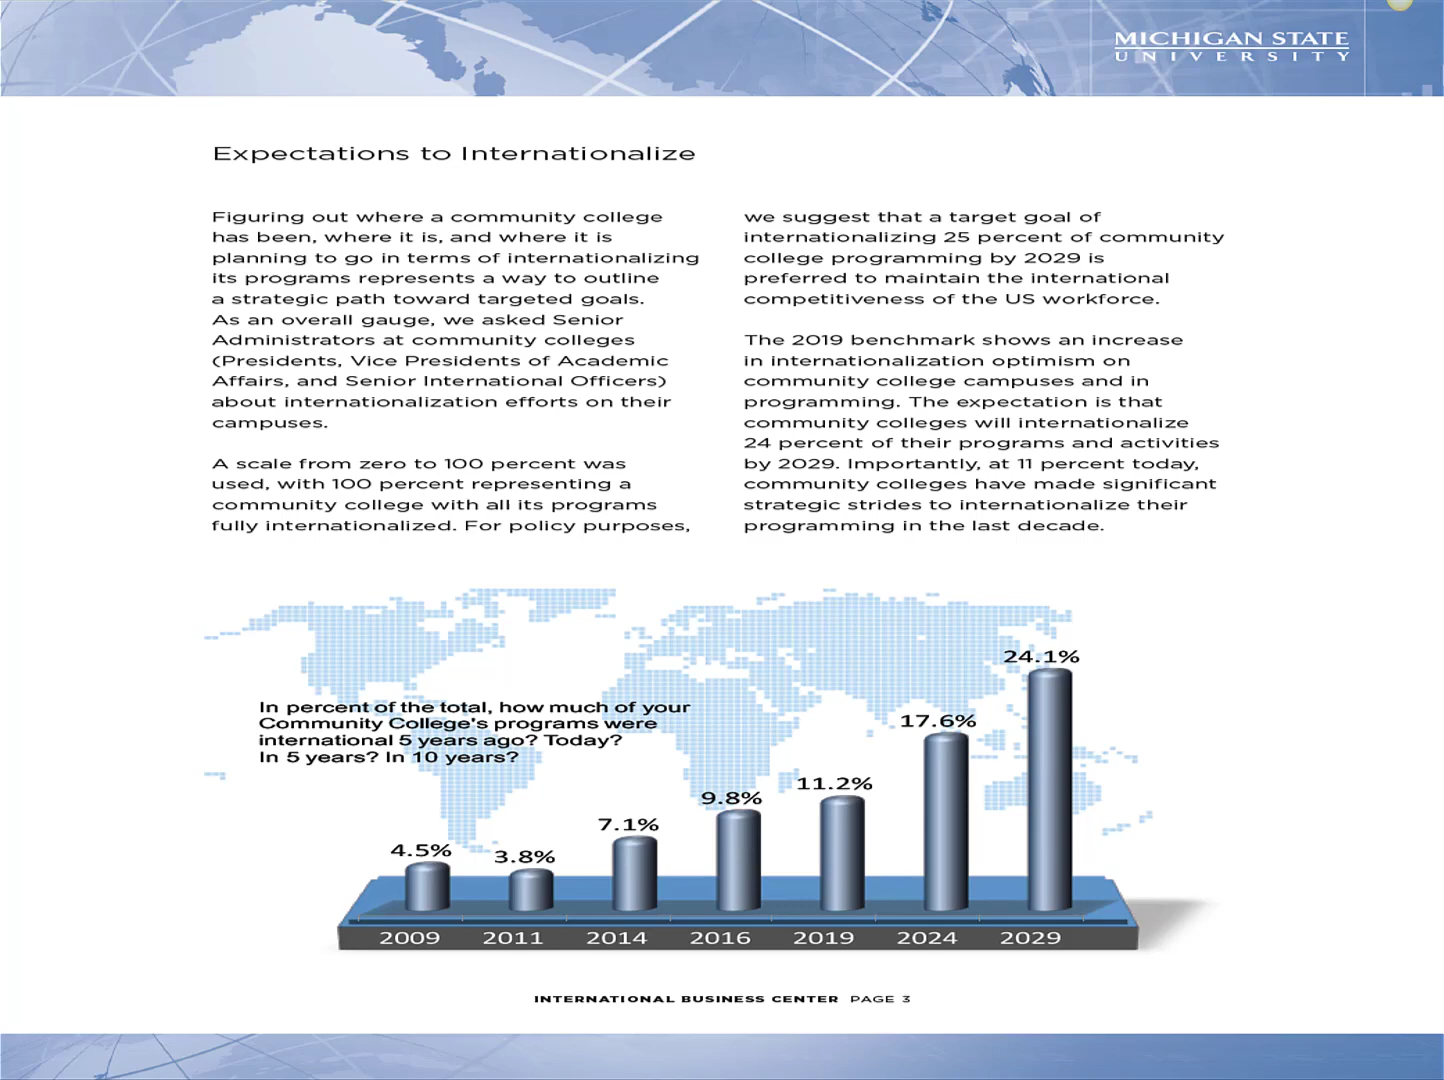 MICHIGAN STATE
UNIVERSITY
Expectations to Internationalize
Figuring out where a community college
has been, where it is, and where it is
planning to go in terms of internationalizing
its programs represents a way to outline
a strategic path toward targeted goals.
As an overall gauge, we asked Senior
Administrators at community colleges
(Presidents, Vice Presidents of Academic
Affairs, and Senior International Officers)
about internationalization efforts on their
campuses.
A scale from zero to 100 percent was
used, with 100 percent representing a
community college with all its programs
fully internationalized. For policy purposes,
we suggest that a target goal of
internationalizing 25 percent of community
college programming by 2029 is
preferred to maintain the international
competitiveness of the US workforce.
The 2019 benchmark shows an increase
in internationalization optimism on
community college campuses and in
programming. The expectation is that
community colleges will internationalize
24 percent of their programs and activities
by 2029. Importantly, at 11 percent today,
community colleges have made significant
strategic strides to internationalize their
programming in the last decade.
In percent of the total, how much of your
Community College's programs were
international 5 years ago? Today?
In 5 years? In 10 years?
4.5%
3.8%
7.1%
9.8%
11.2%
17.6%
24.1%
2009 2011 2014 2016 2019 2024 2029
INTERNATIONAL BUSINESS CENTER PAGE 3